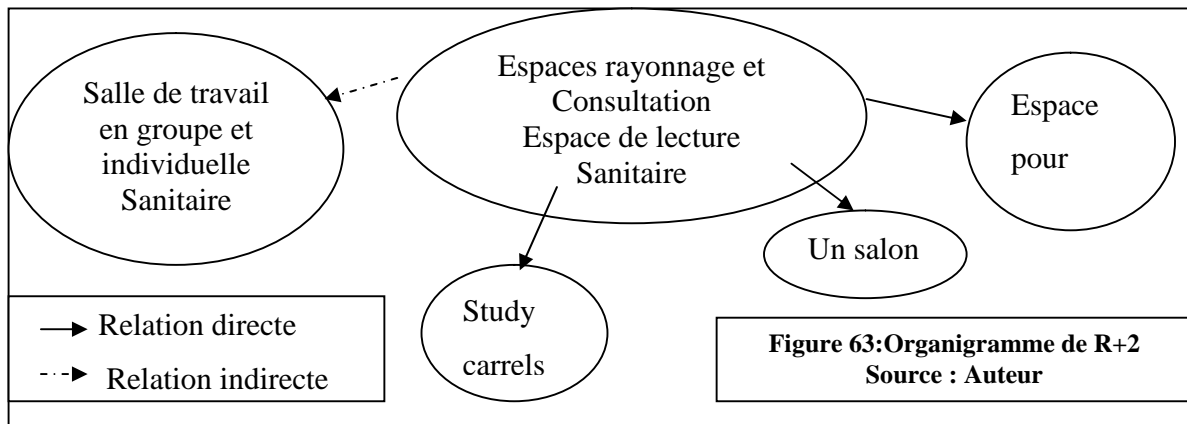 Salle de travail
en groupe et
individuelle
Sanitaire
Espaces rayonnage et
Consultation
Espace de lecture
Sanitaire
Espace
pour
Un salon
Study
carrels
Relation directe
Relation indirecte
Figure 63:Organigramme de R+2
Source : Auteur